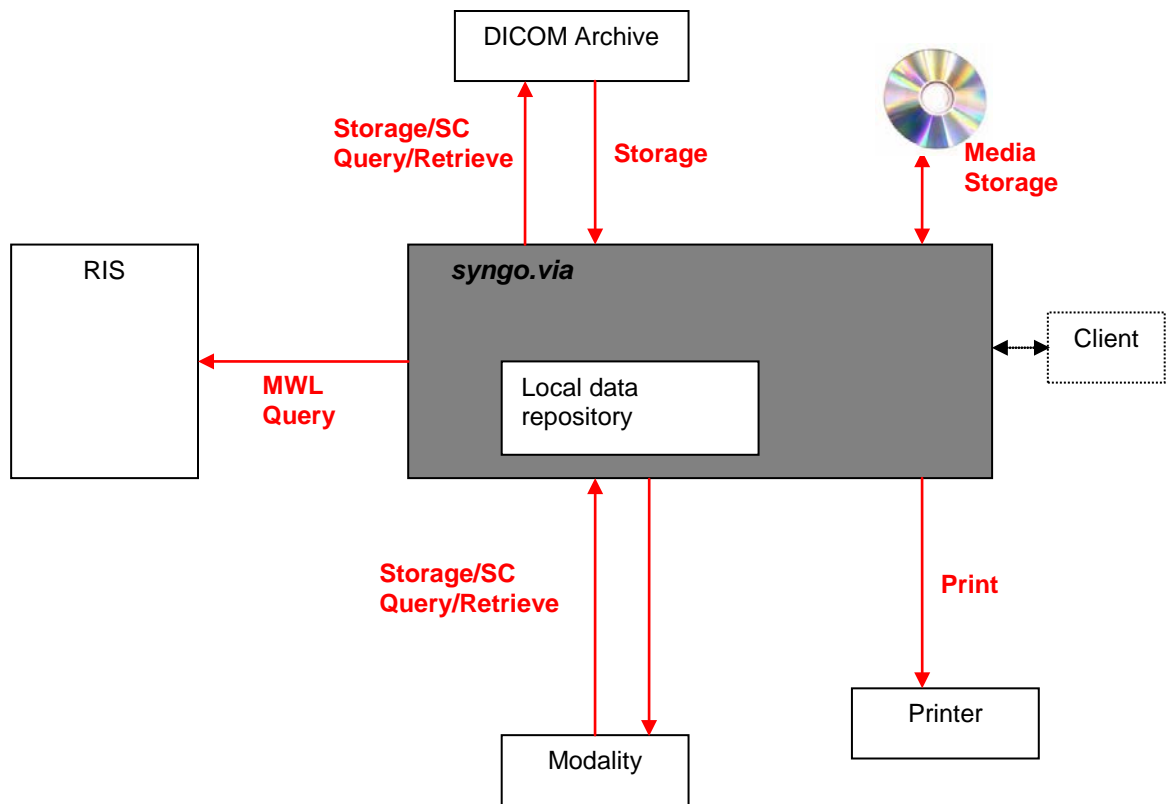 DICOM Archive
Storage/SC
Query/Retrieve
Storage
Media
Storage
RIS
syngo.via
Client
MWL
Query
Local data
repository
Storage/SC
Query/Retrieve
Print
Printer
Modality